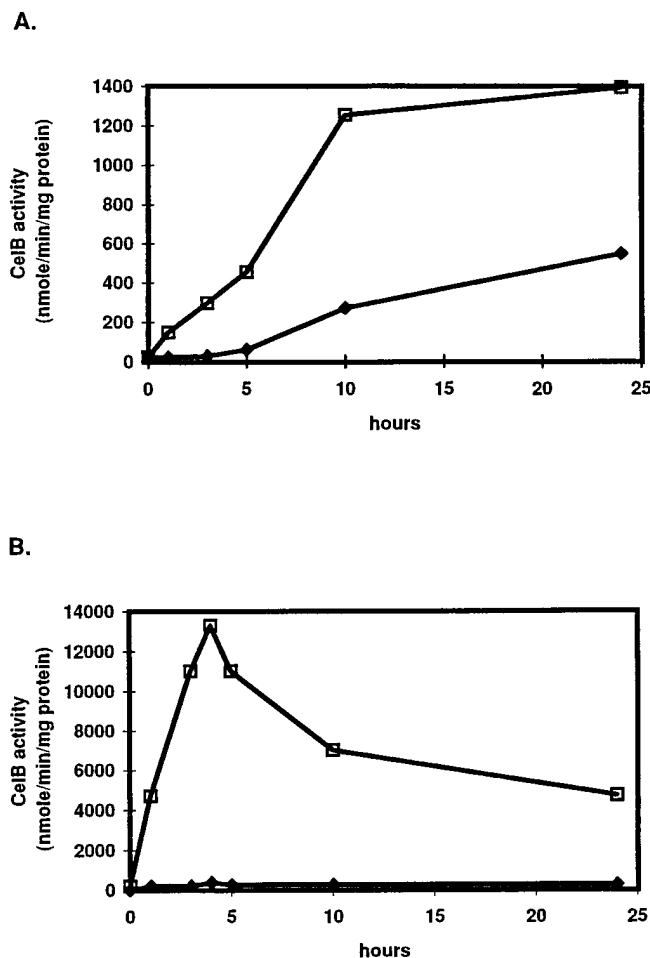 A.
1400
1200
1000
800
600
400
200
0
CelB activity
(nmole/min/mg protein)
0 5 10 15 20 25
hours
B.
14000
12000
10000
8000
6000
4000
2000
0
CelB activity
(nmole/min/mg protein)
0 5 10 15 20 25
hours